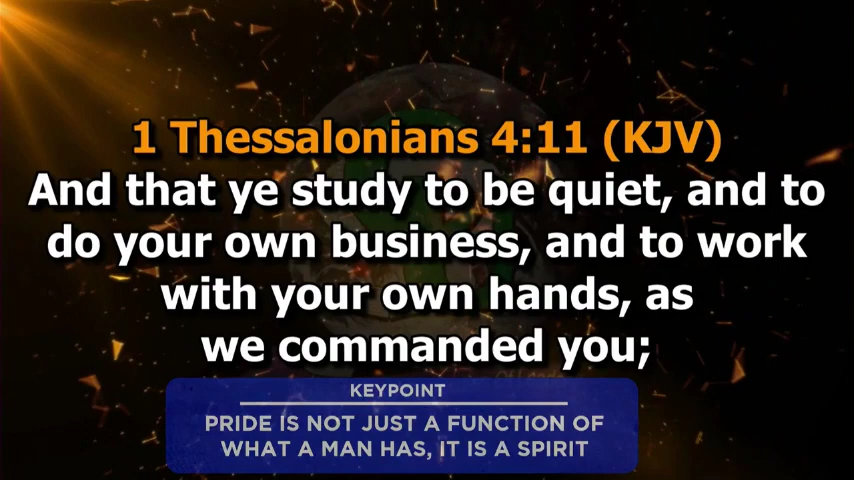 1 Thessalonians 4:11 (KJV)
And that ye study to be quiet, and to
do your own business, and to work
with your own hands, as
we commanded you;
KEYPOINT
PRIDE IS NOT JUST A FUNCTION OF
WHAT A MAN HAS, IT IS A SPIRIT